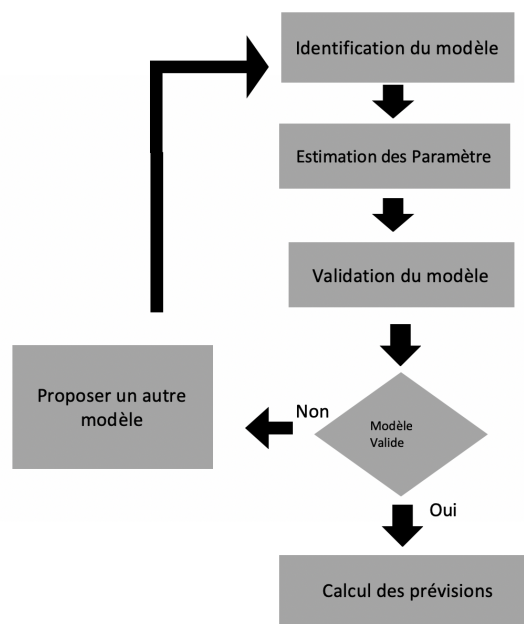 Identification du modèle
Estimation des Paramètre
Validation du modèle
Proposer un autre
modèle
Non
Modèle
Valide
Oui
Calcul des prévisions